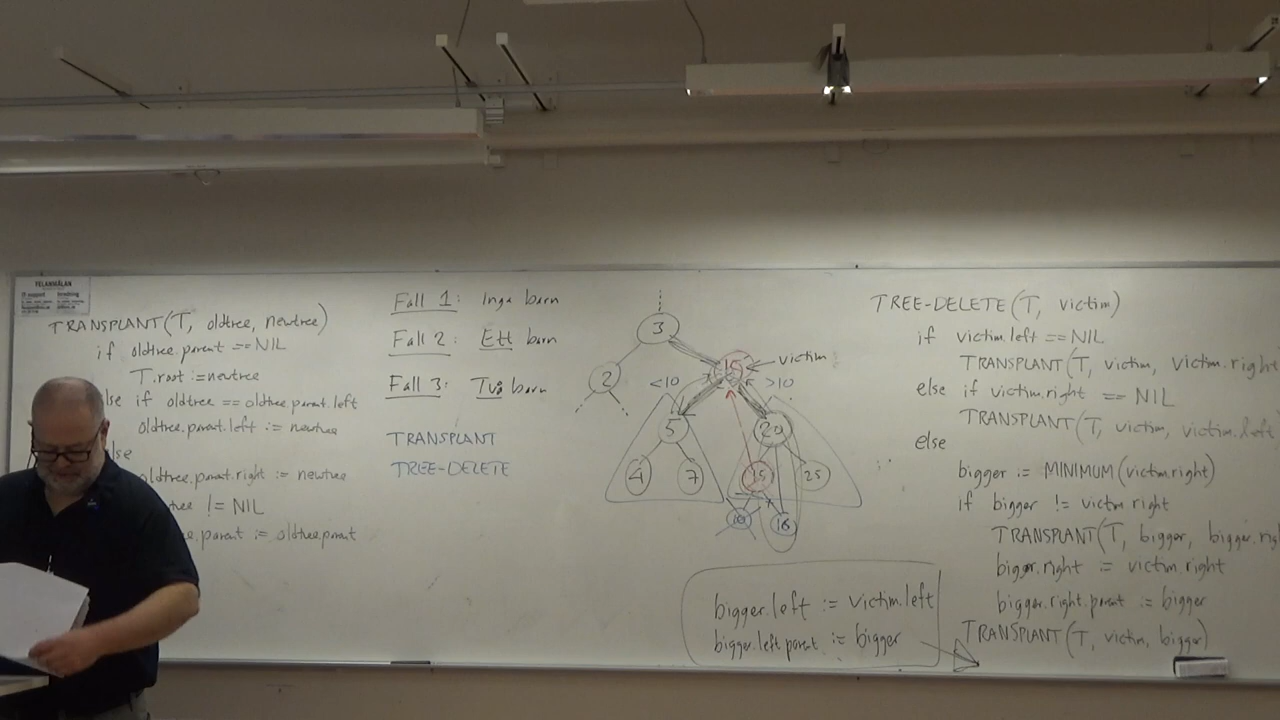 FELANMÄLAN
TRANSPLANT(T, oldtree, newtree)
if oldtree.parent == NIL
T.root := newtree
else if oldtree == oldtree.parent.left
oldtree.parent.left := newtree
else
oldtree.parent.right := newtree
tree != NIL
e.parent := oldtree.parent
Fall 1: Inga barn
Fall 2: Ett barn
Fall 3: Två barn
TRANSPLANT
TREE-DELETE
3
2
<10
15
>10
victim
5
20
4
7
15
25
10
16
bigger.left := victim.left
bigger.left.parent := bigger
TREE-DELETE(T, victim)
if victim.left == NIL
TRANSPLANT(T, victim, victim.right
else if victim.right == NIL
TRANSPLANT(T, victim, victim.left
else
bigger := MINIMUM(victim.right)
if bigger != victim.right
TRANSPLANT(T, bigger, bigger.righ
bigger.right := victim.right
bigger.right.parent := bigger
TRANSPLANT(T, victim, bigger)